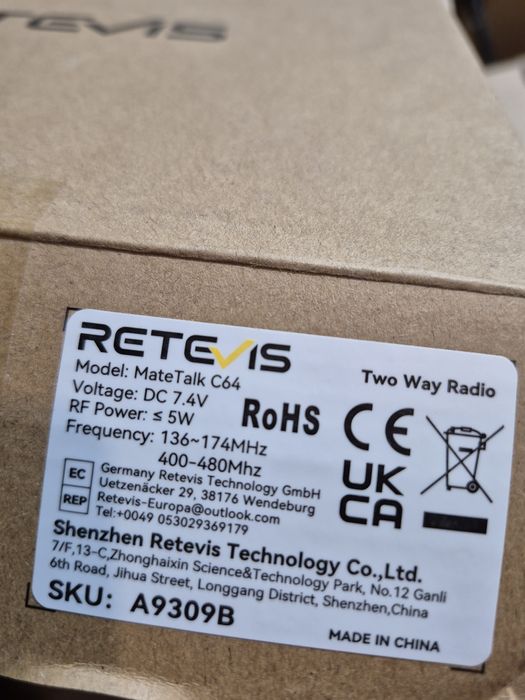 RETEVIS
RETEVIS
Model: MateTalk C64
Two Way Radio
Voltage: DC 7.4V
RF Power: ≤ 5W
RoHS
CE
Frequency: 136~174MHz
400-480Mhz
UK
CA
EC
REP
Germany Retevis Technology GmbH
Uetzenäcker 29, 38176 Wendeburg
Retevis-Europa@outlook.com
Tel:+0049 053029369179
Shenzhen Retevis Technology Co.,Ltd.
7/F,13-C,Zhonghaixin Science&Technology Park, No.12 Ganli
6th Road, Jihua Street, Longgang District, Shenzhen,China
SKU: A9309B
MADE IN CHINA